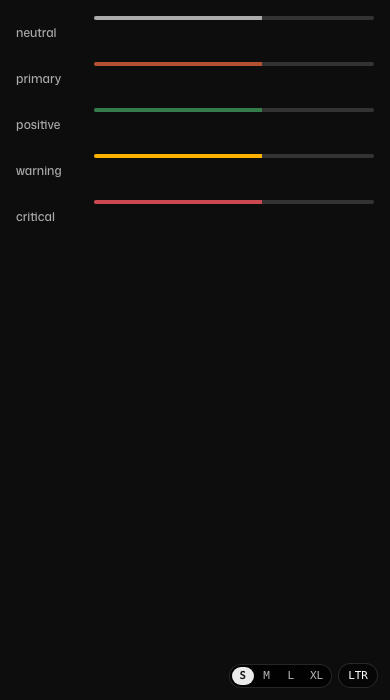 neutral
primary
positive
warning
critical
S M L XL LTR